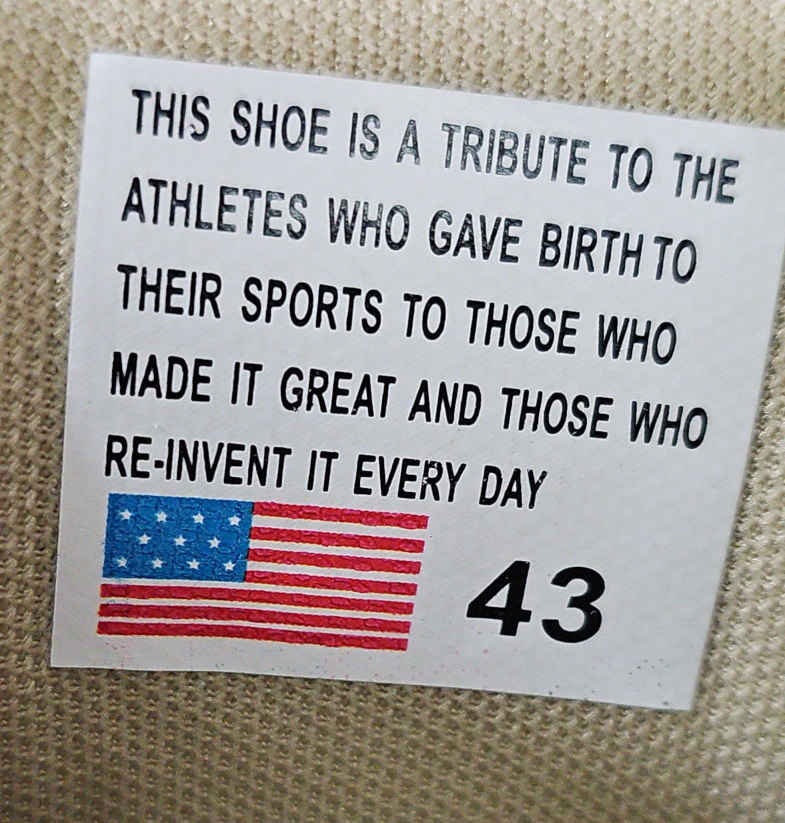 THIS SHOE IS A TRIBUTE TO THE
ATHLETES WHO GAVE BIRTH TO
THEIR SPORTS TO THOSE WHO
MADE IT GREAT AND THOSE WHO
RE-INVENT IT EVERY DAY
43